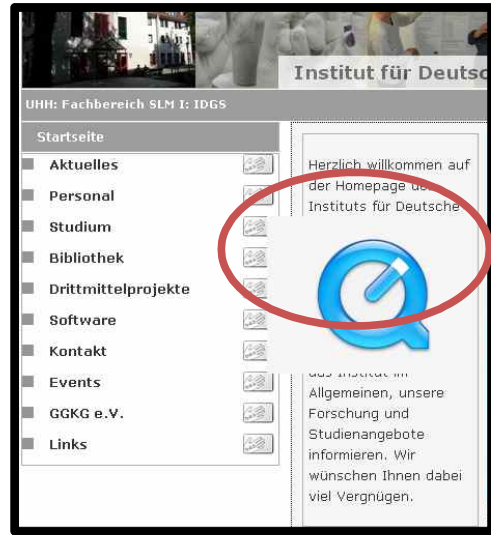 Institut für Deutsc
UHH: Fachbereich SLM I: IDGS
Startseite
Aktuelles
Personal
Studium
Bibliothek
Drittmittelprojekte
Software
Kontakt
Events
GGKG e.V.
Links
Herzlich willkommen auf
der Homepage de
Instituts für Deutsche
das Institut im
Allgemeinen, unsere
Forschung und
Studienangebote
informieren. Wir
wünschen Ihnen dabei
viel Vergnügen.